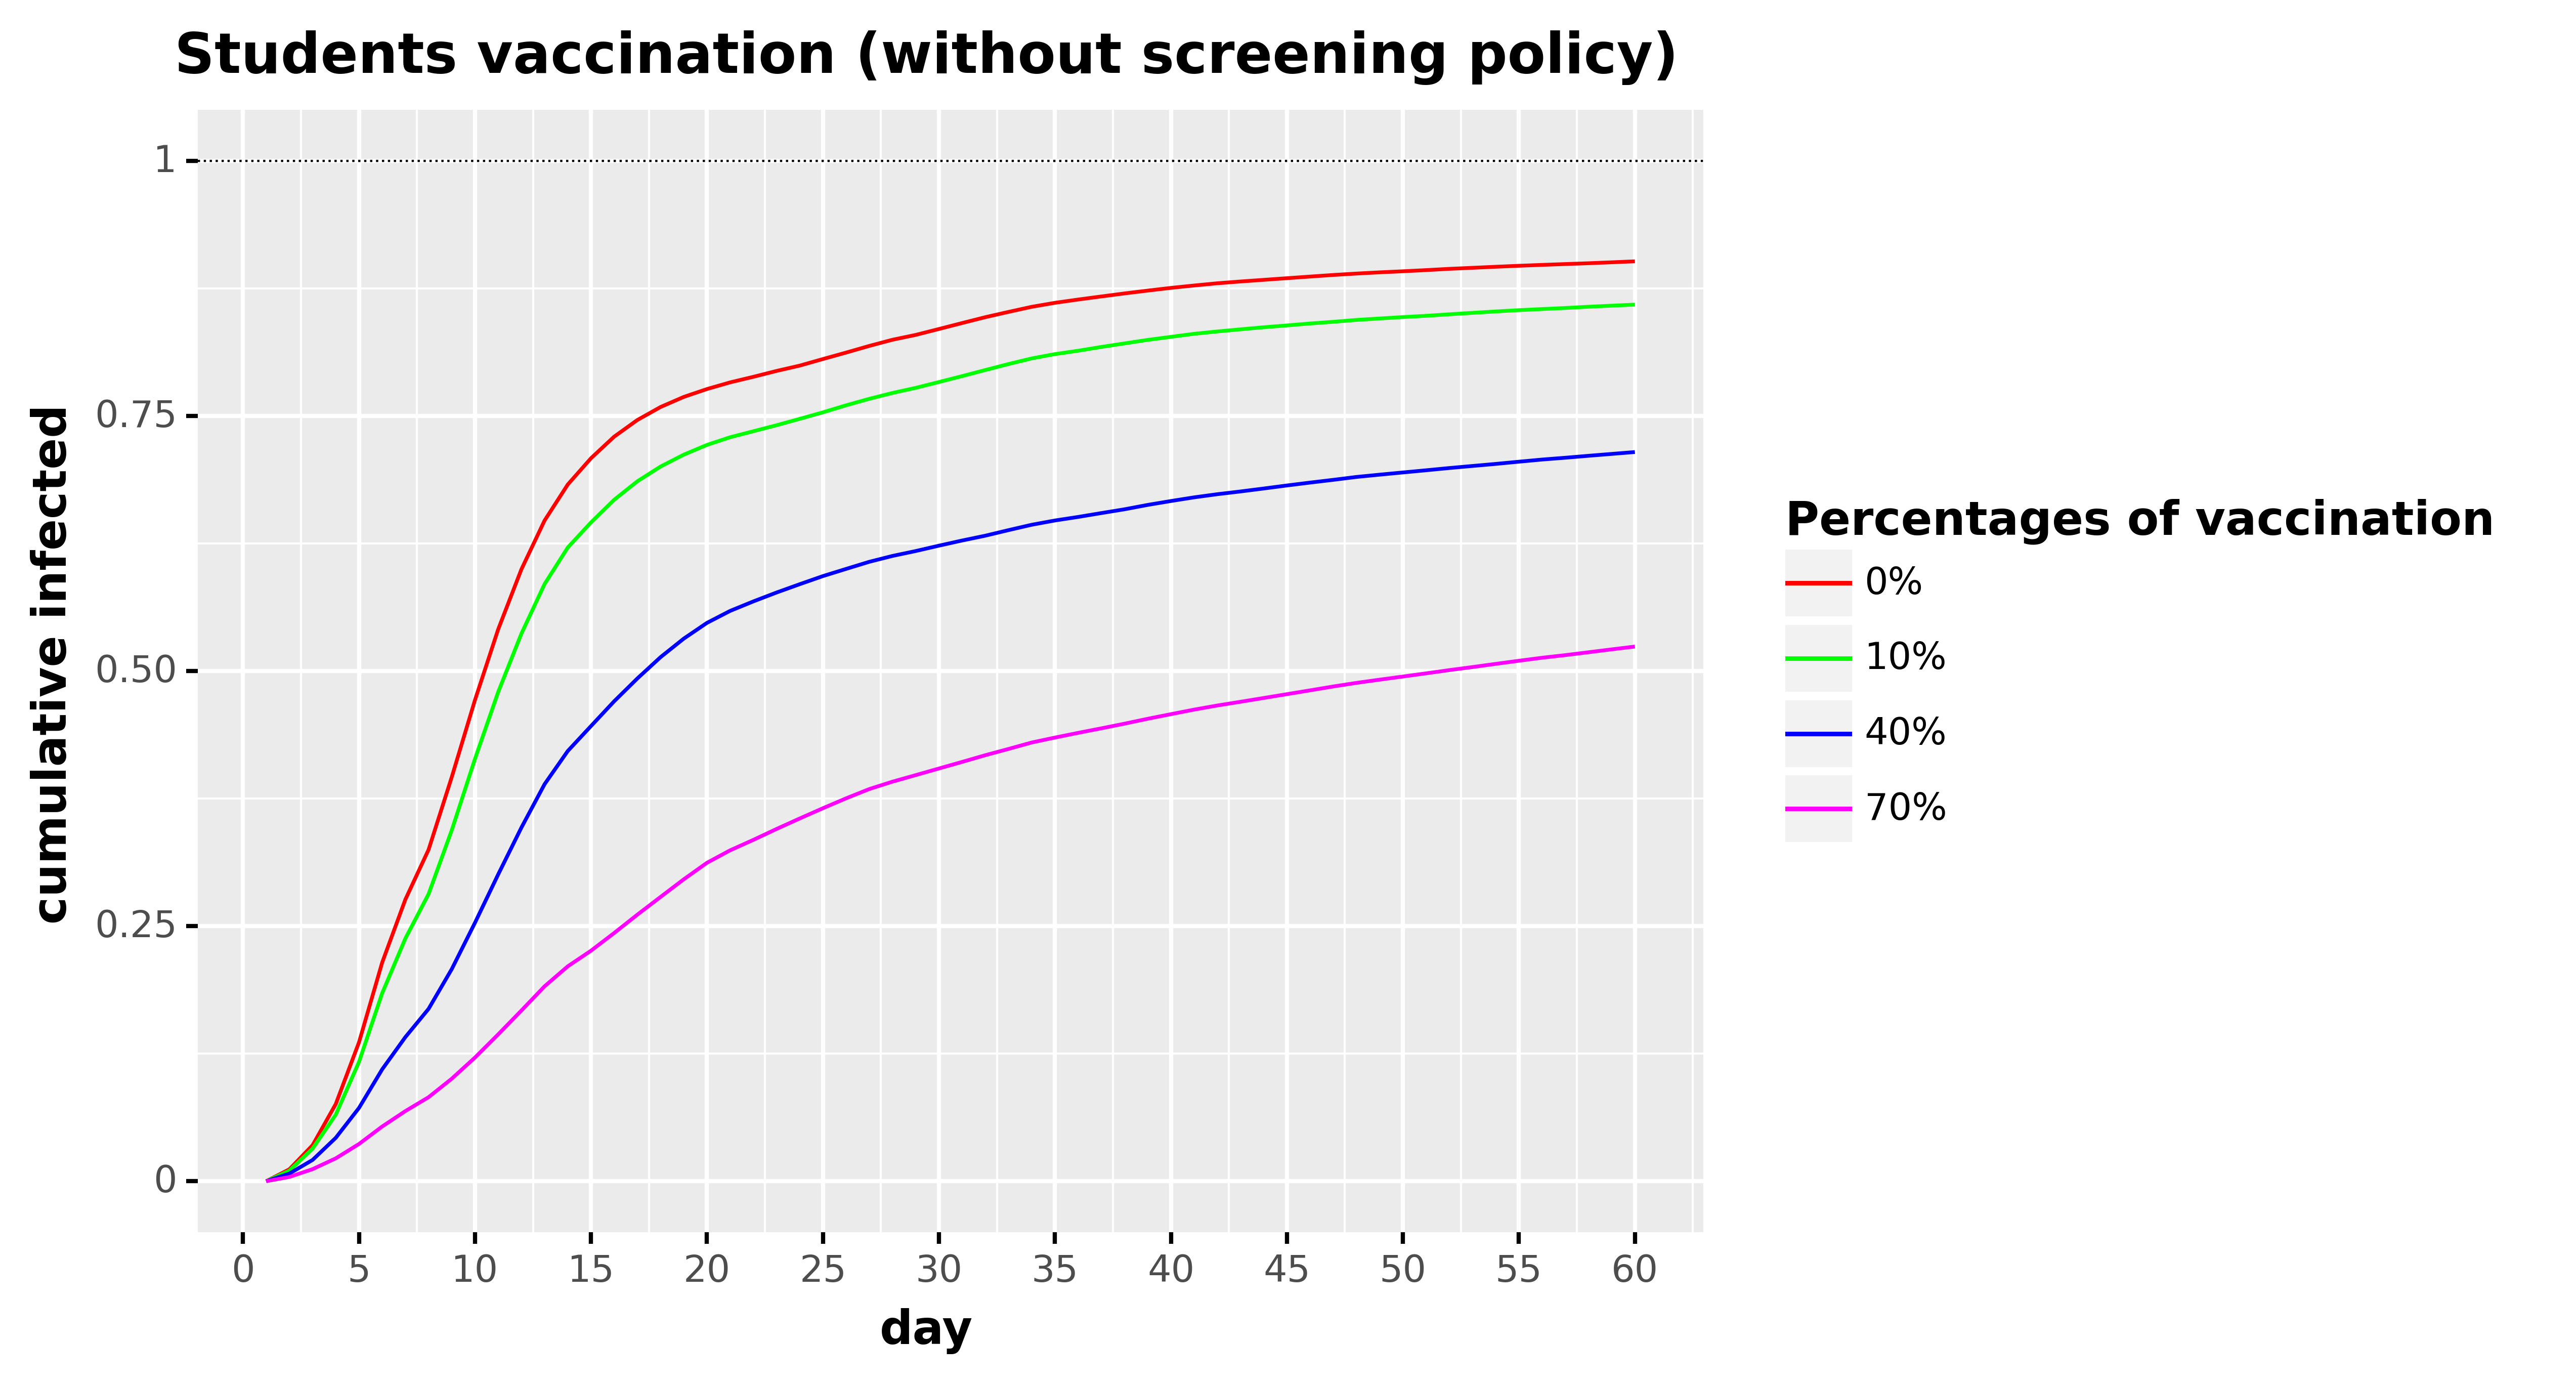 Students vaccination (without screening policy)
cumulative infected
1
0.75
0.50
0.25
0
0 5 10 15 20 25 30 35 40 45 50 55 60
day
Percentages of vaccination
0%
10%
40%
70%